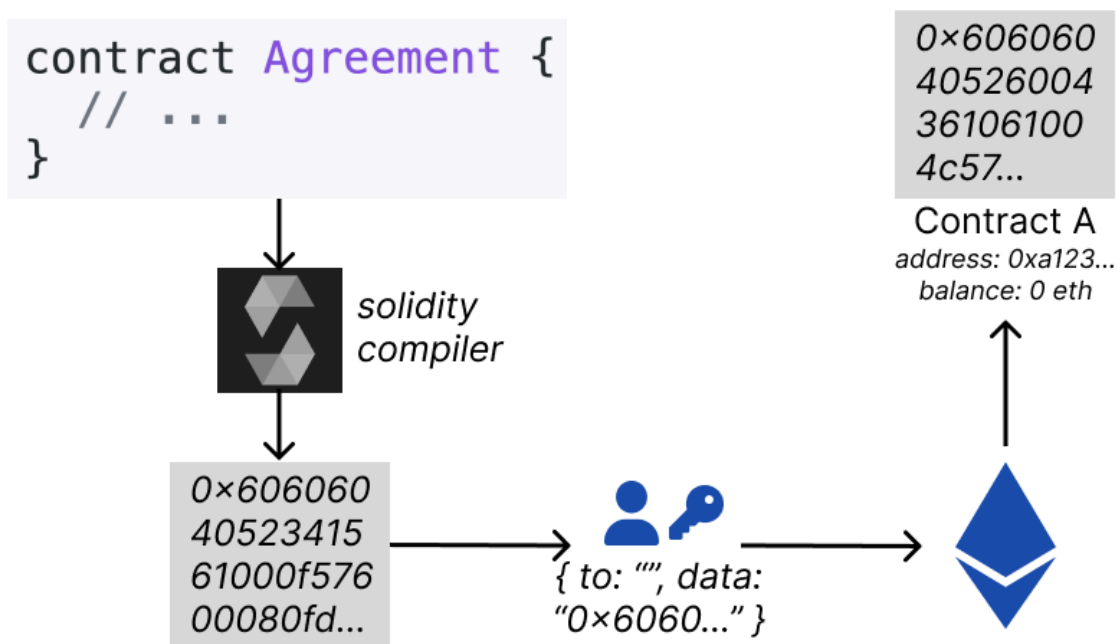 contract Agreement {
// ...
}
solidity
compiler
0×606060
40523415
61000f576
00080fd...
{ to: “”, data:
“0×6060...” }
0×606060
40526004
36106100
4c57...
Contract A
address: 0xa123...
balance: 0 eth